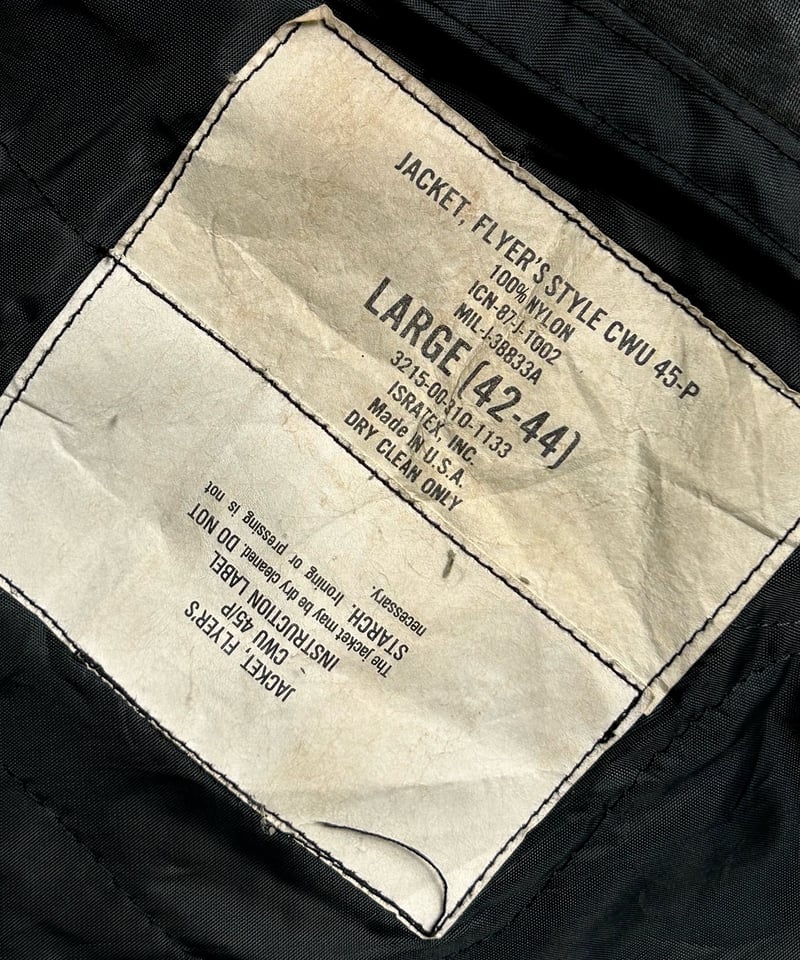 JACKET, FLYER'S STYLE CWU 45-P
100% NYLON
ICN-87-J-1002
MIL-J-38833A
LARGE (42-44)
3215-00-310-1133
ISRATEX, INC.
Made IN U.S.A.
DRY CLEAN ONLY
JACKET, FLYER'S
CWU 45/P
INSTRUCTION LABEL
The jacket may be dry cleaned. DO NOT
STARCH. Ironing or pressing is not
necessary.